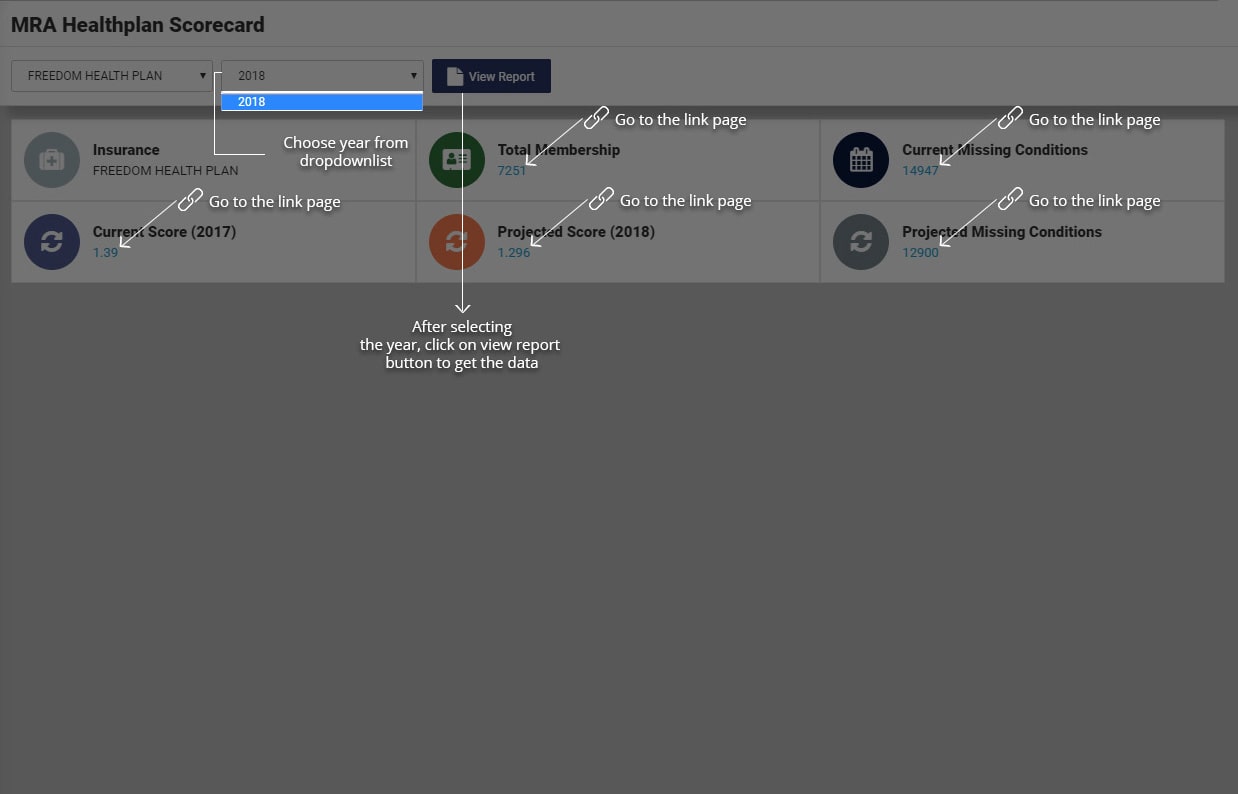 MRA Healthplan Scorecard
FREEDOM HEALTH PLAN
2018
View Report
2018
Choose year from
dropdownlist
Insurance
FREEDOM HEALTH PLAN
Go to the link page
Total Membership
7251
Go to the link page
Current Missing Conditions
14947
Go to the link page
Current Score (2017)
1.39
Go to the link page
Projected Score (2018)
1.296
Go to the link page
Projected Missing Conditions
12900
After selecting
the year, click on view report
button to get the data